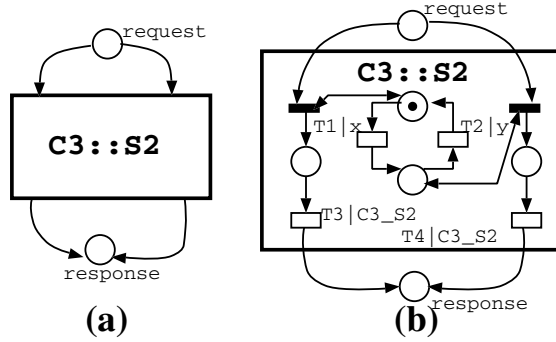 request
C3::S2
response
(a)
request
C3::S2
T1|x
T2|y
T3|C3_S2
T4|C3_S2
response
(b)